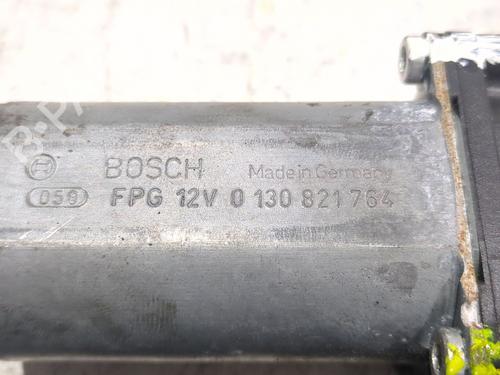 BOSCH Made in Germany
059 FPG 12V 0 130 821 764